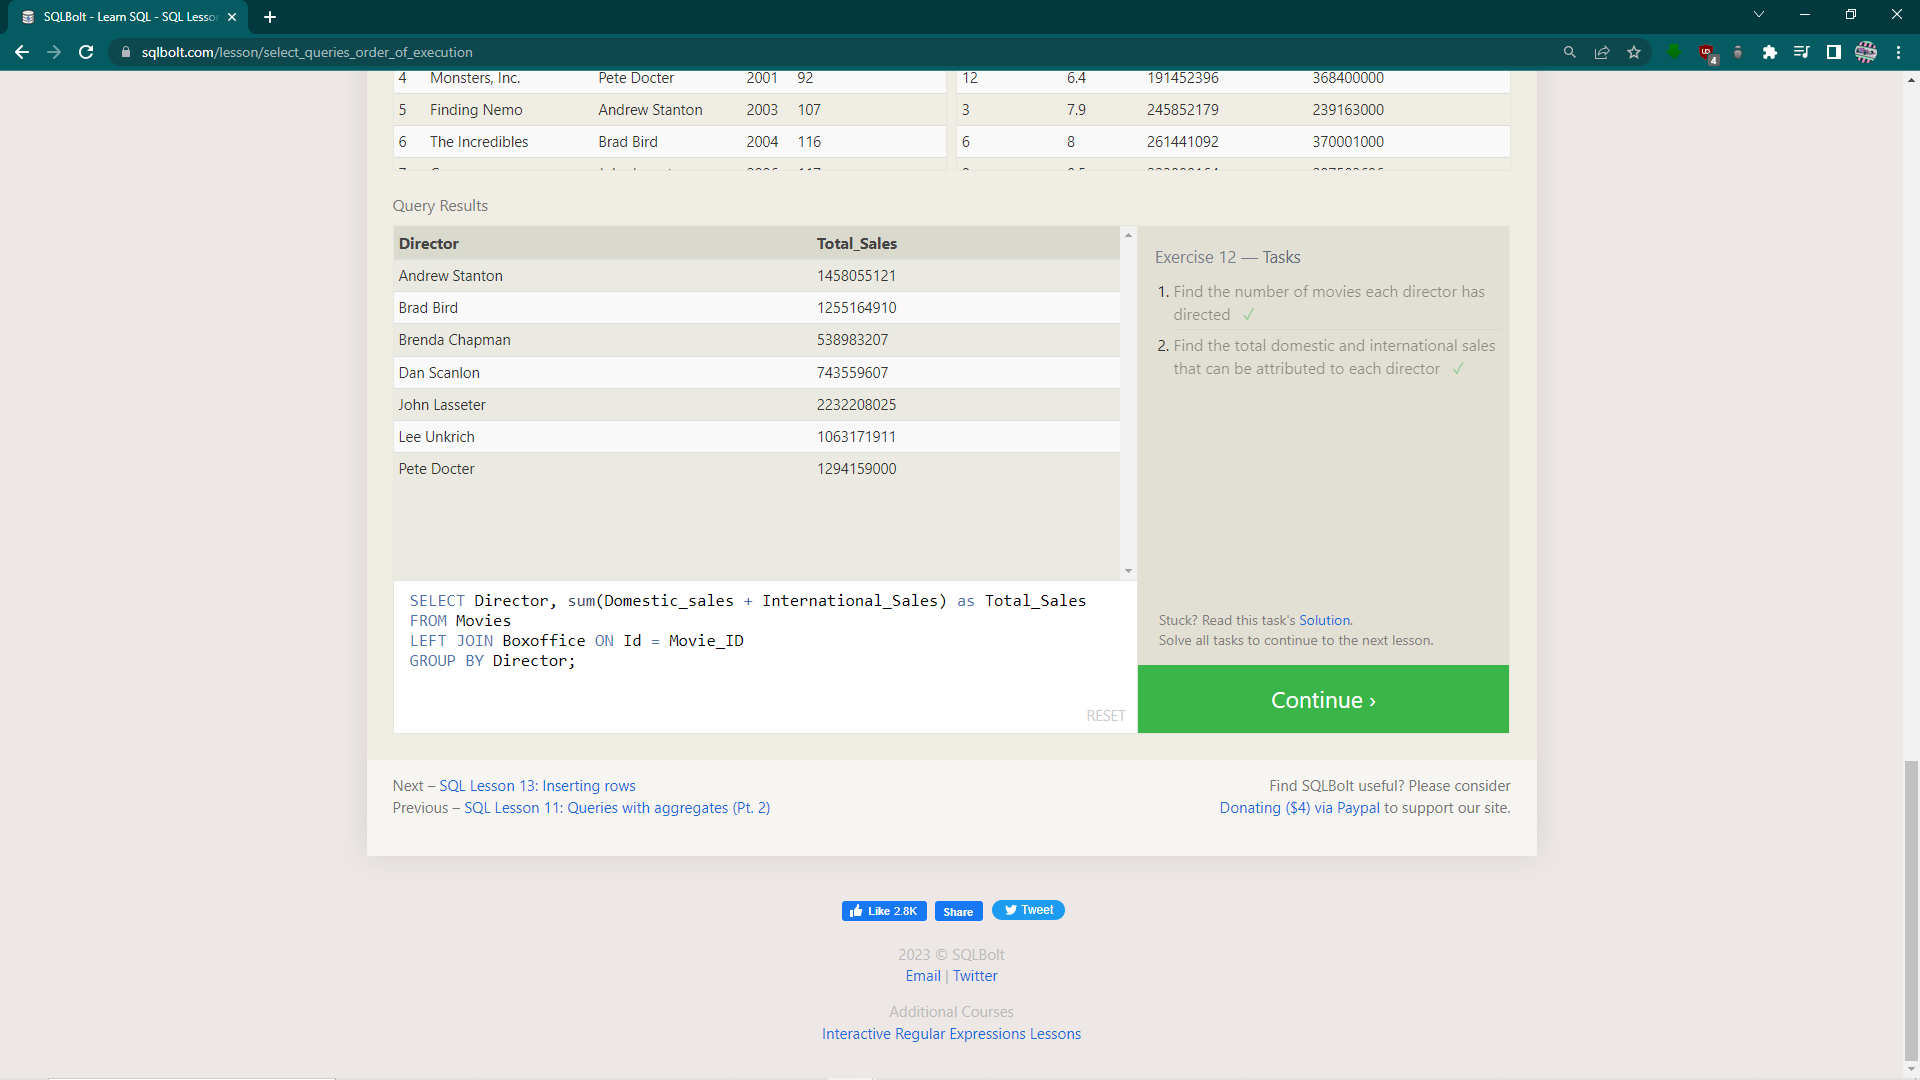 SQLBolt - Learn SQL - SQL Lesson
sqlbolt.com/lesson/select_queries_order_of_execution
4
4 Monsters, Inc. Pete Docter 2001 92 12 6.4 191452396 368400000
5 Finding Nemo Andrew Stanton 2003 107 3 7.9 245852179 239163000
6 The Incredibles Brad Bird 2004 116 6 8 261441092 370001000
Query Results
Director Total_Sales
Andrew Stanton 1458055121
Brad Bird 1255164910
Brenda Chapman 538983207
Dan Scanlon 743559607
John Lasseter 2232208025
Lee Unkrich 1063171911
Pete Docter 1294159000
Exercise 12 — Tasks
1. Find the number of movies each director has
directed ✓
2. Find the total domestic and international sales
that can be attributed to each director ✓
SELECT Director, sum(Domestic_sales + International_Sales) as Total_Sales
FROM Movies
LEFT JOIN Boxoffice ON Id = Movie_ID
GROUP BY Director;
RESET
Stuck? Read this task's Solution.
Solve all tasks to continue to the next lesson.
Continue ›
Next – SQL Lesson 13: Inserting rows
Previous – SQL Lesson 11: Queries with aggregates (Pt. 2)
Find SQLBolt useful? Please consider
Donating ($4) via Paypal to support our site.
Like 2.8K Share Tweet
2023 © SQLBolt
Email | Twitter
Additional Courses
Interactive Regular Expressions Lessons